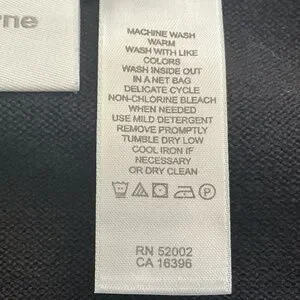 rne
MACHINE WASH
WARM
WASH WITH LIKE
COLORS
WASH INSIDE OUT
IN A NET BAG
DELICATE CYCLE
NON-CHLORINE BLEACH
WHEN NEEDED
USE MILD DETERGENT
REMOVE PROMPTLY
TUMBLE DRY LOW
COOL IRON IF
NECESSARY
OR DRY CLEAN
P
RN 52002
CA 16396